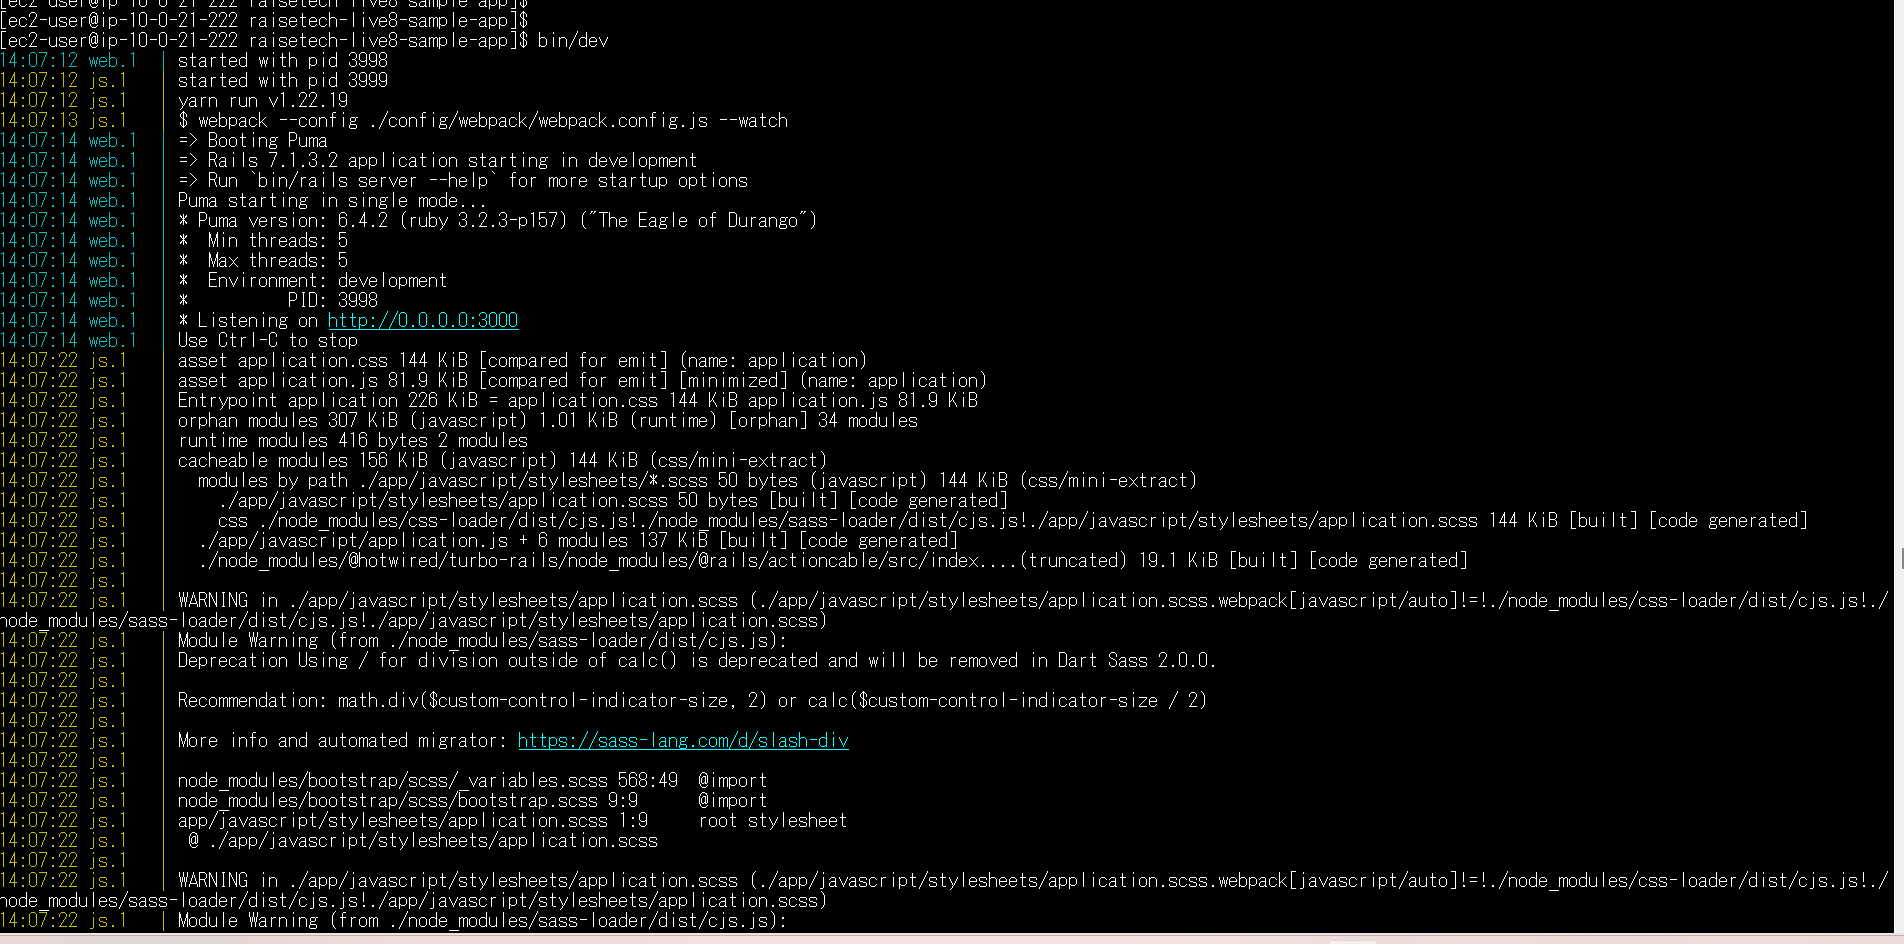 [ec2-user@ip-10-0-21-222 raisetech-live8-sample-app]$
[ec2-user@ip-10-0-21-222 raisetech-live8-sample-app]$
[ec2-user@ip-10-0-21-222 raisetech-live8-sample-app]$ bin/dev
14:07:12 web.1  | started with pid 3998
14:07:12 js.1   | started with pid 3999
14:07:12 js.1   | yarn run v1.22.19
14:07:13 js.1   | $ webpack --config ./config/webpack/webpack.config.js --watch
14:07:14 web.1  | => Booting Puma
14:07:14 web.1  | => Rails 7.1.3.2 application starting in development
14:07:14 web.1  | => Run `bin/rails server --help` for more startup options
14:07:14 web.1  | Puma starting in single mode...
14:07:14 web.1  | * Puma version: 6.4.2 (ruby 3.2.3-p157) ("The Eagle of Durango")
14:07:14 web.1  | *  Min threads: 5
14:07:14 web.1  | *  Max threads: 5
14:07:14 web.1  | *  Environment: development
14:07:14 web.1  | *          PID: 3998
14:07:14 web.1  | * Listening on http://0.0.0.0:3000
14:07:14 web.1  | Use Ctrl-C to stop
14:07:22 js.1   | asset application.css 144 KiB [compared for emit] (name: application)
14:07:22 js.1   | asset application.js 81.9 KiB [compared for emit] [minimized] (name: application)
14:07:22 js.1   | Entrypoint application 226 KiB = application.css 144 KiB application.js 81.9 KiB
14:07:22 js.1   | orphan modules 307 KiB (javascript) 1.01 KiB (runtime) [orphan] 34 modules
14:07:22 js.1   | runtime modules 416 bytes 2 modules
14:07:22 js.1   | cacheable modules 156 KiB (javascript) 144 KiB (css/mini-extract)
14:07:22 js.1   |   modules by path ./app/javascript/stylesheets/*.scss 50 bytes (javascript) 144 KiB (css/mini-extract)
14:07:22 js.1   |     ./app/javascript/stylesheets/application.scss 50 bytes [built] [code generated]
14:07:22 js.1   |     css ./node_modules/css-loader/dist/cjs.js!./node_modules/sass-loader/dist/cjs.js!./app/javascript/stylesheets/application.scss 144 KiB [built] [code generated]
14:07:22 js.1   |   ./app/javascript/application.js + 6 modules 137 KiB [built] [code generated]
14:07:22 js.1   |   ./node_modules/@hotwired/turbo-rails/node_modules/@rails/actioncable/src/index....(truncated) 19.1 KiB [built] [code generated]
14:07:22 js.1   |
14:07:22 js.1   | WARNING in ./app/javascript/stylesheets/application.scss (./app/javascript/stylesheets/application.scss.webpack[javascript/auto]!=!./node_modules/css-loader/dist/cjs.js!./
node_modules/sass-loader/dist/cjs.js!./app/javascript/stylesheets/application.scss)
14:07:22 js.1   | Module Warning (from ./node_modules/sass-loader/dist/cjs.js):
14:07:22 js.1   | Deprecation Using / for division outside of calc() is deprecated and will be removed in Dart Sass 2.0.0.
14:07:22 js.1   |
14:07:22 js.1   | Recommendation: math.div($custom-control-indicator-size, 2) or calc($custom-control-indicator-size / 2)
14:07:22 js.1   |
14:07:22 js.1   | More info and automated migrator: https://sass-lang.com/d/slash-div
14:07:22 js.1   |
14:07:22 js.1   | node_modules/bootstrap/scss/_variables.scss 568:49  @import
14:07:22 js.1   | node_modules/bootstrap/scss/bootstrap.scss 9:9      @import
14:07:22 js.1   | app/javascript/stylesheets/application.scss 1:9     root stylesheet
14:07:22 js.1   |  @ ./app/javascript/stylesheets/application.scss
14:07:22 js.1   |
14:07:22 js.1   | WARNING in ./app/javascript/stylesheets/application.scss (./app/javascript/stylesheets/application.scss.webpack[javascript/auto]!=!./node_modules/css-loader/dist/cjs.js!./
node_modules/sass-loader/dist/cjs.js!./app/javascript/stylesheets/application.scss)
14:07:22 js.1   | Module Warning (from ./node_modules/sass-loader/dist/cjs.js):